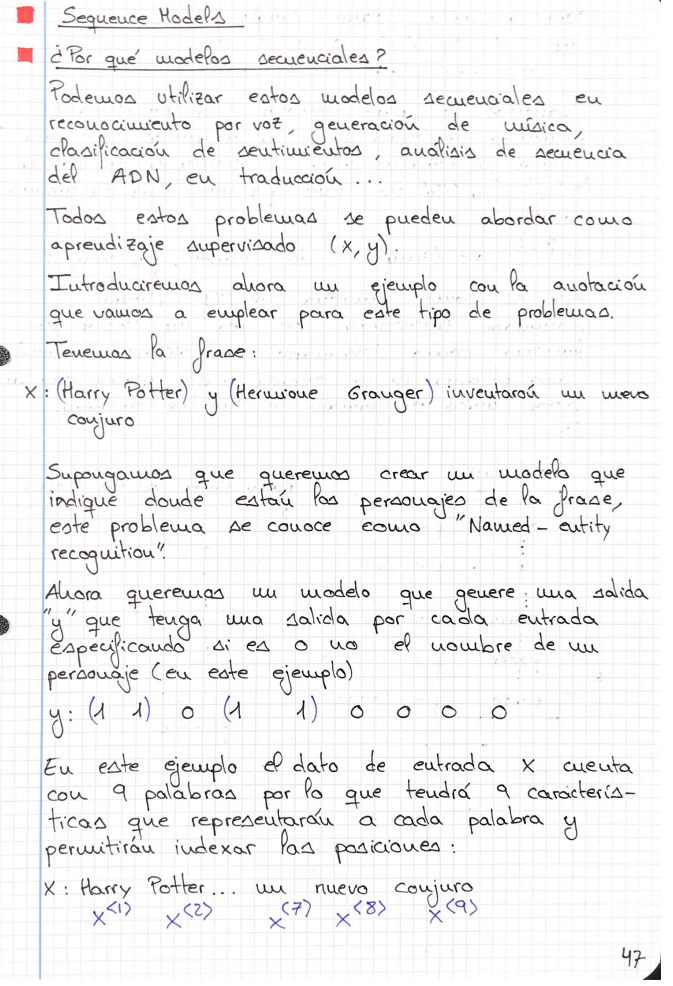 Sequence Models
¿Por qué modelos secuenciales?
Podemos utilizar estos modelos secuenciales en
reconocimiento por voz, generación de música,
clasificación de sentimientos, análisis de secuencia
del ADN, en traducción...
Todos estos problemas se pueden abordar como
aprendizaje supervisado (x, y).
Introduciremos ahora un ejemplo con la anotación
que vamos a emplear para este tipo de problemas.
Tenemos la frase:
X: (Harry Potter) y (Hermione Granger) inventarón un nuevo
conjuro
Supongamos que queremos crear un modelo que
indique donde están los personajes de la frase,
este problema se conoce como "Named-entity
recognition".
Ahora queremos un modelo que genere una salida
"y" que tenga una salida por cada entrada
especificando si es o no el nombre de un
personaje (en este ejemplo)
y: (1 1) 0 (1 1) 0 0 0 0
En este ejemplo el dato de entrada X cuenta
con 9 palabras por lo que tendrá 9 caracterís-
ticas que representarán a cada palabra y
permitirán indexar las posiciones:
X: Harry Potter... un nuevo conjuro
x<1> x<2> x<7> x<8> x<9>
47